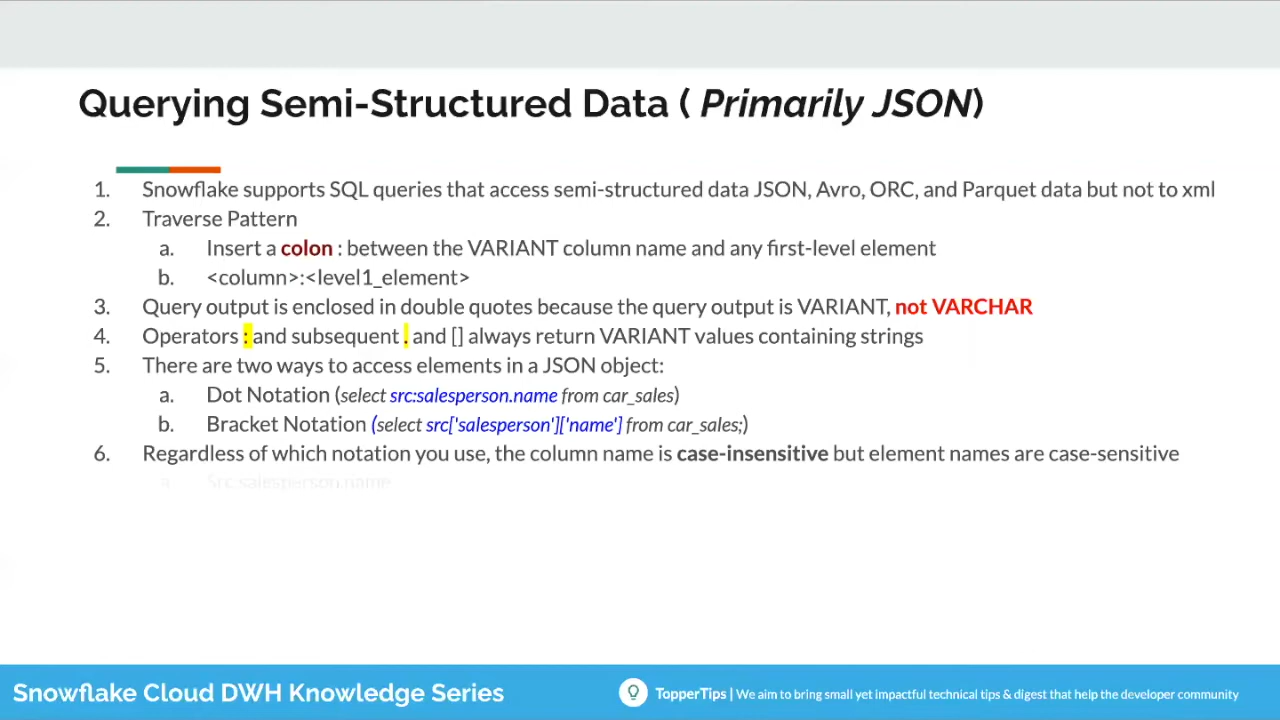 Querying Semi-Structured Data ( Primarily JSON)
1. Snowflake supports SQL queries that access semi-structured data JSON, Avro, ORC, and Parquet data but not to xml
2. Traverse Pattern
a. Insert a colon : between the VARIANT column name and any first-level element
b. <column>:<level1_element>
3. Query output is enclosed in double quotes because the query output is VARIANT, not VARCHAR
4. Operators : and subsequent . and [] always return VARIANT values containing strings
5. There are two ways to access elements in a JSON object:
a. Dot Notation (select src:salesperson.name from car_sales)
b. Bracket Notation (select src['salesperson']['name'] from car_sales;)
6. Regardless of which notation you use, the column name is case-insensitive but element names are case-sensitive
a. Src.salesperson.name
Snowflake Cloud DWH Knowledge Series
TopperTips | We aim to bring small yet impactful technical tips & digest that help the developer community